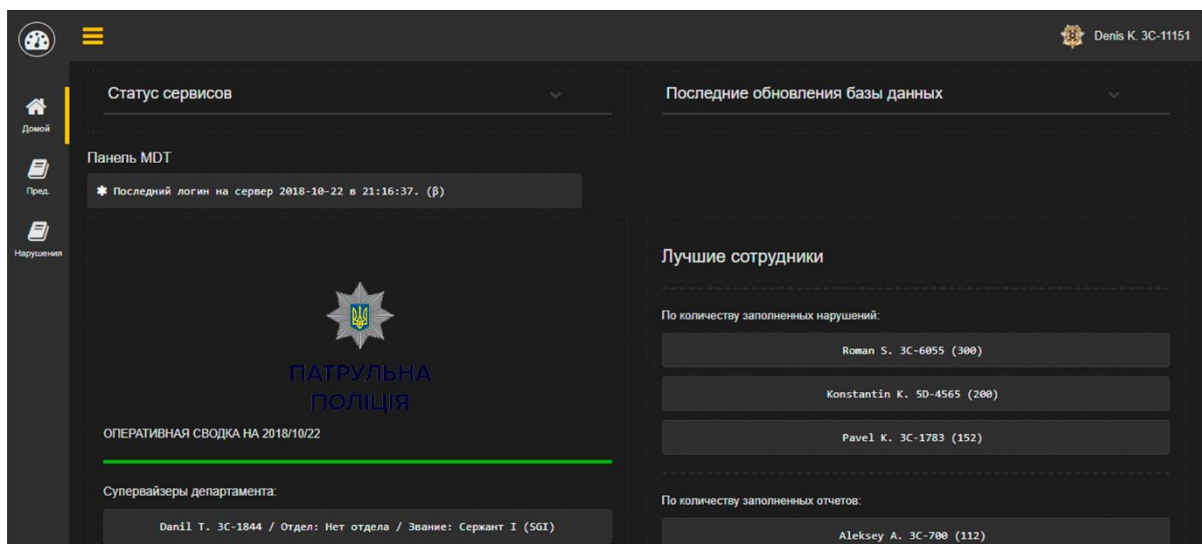 Denis K. 3C-11151
Домой
Пред.
Нарушения
Статус сервисов
Последние обновления базы данных
Панель MDT
✱ Последний логин на сервер 2018-10-22 в 21:16:37. (β)
ПАТРУЛЬНА
ПОЛІЦІЯ
ОПЕРАТИВНАЯ СВОДКА НА 2018/10/22
Супервайзеры департамента:
Danil T. 3C-1844 / Отдел: Нет отдела / Звание: Сержант I (SGI)
Лучшие сотрудники
По количеству заполненных нарушений:
Roman S. 3C-6055 (300)
Konstantin K. 5D-4565 (200)
Pavel K. 3C-1783 (152)
По количеству заполненных отчетов:
Aleksey A. 3C-700 (112)